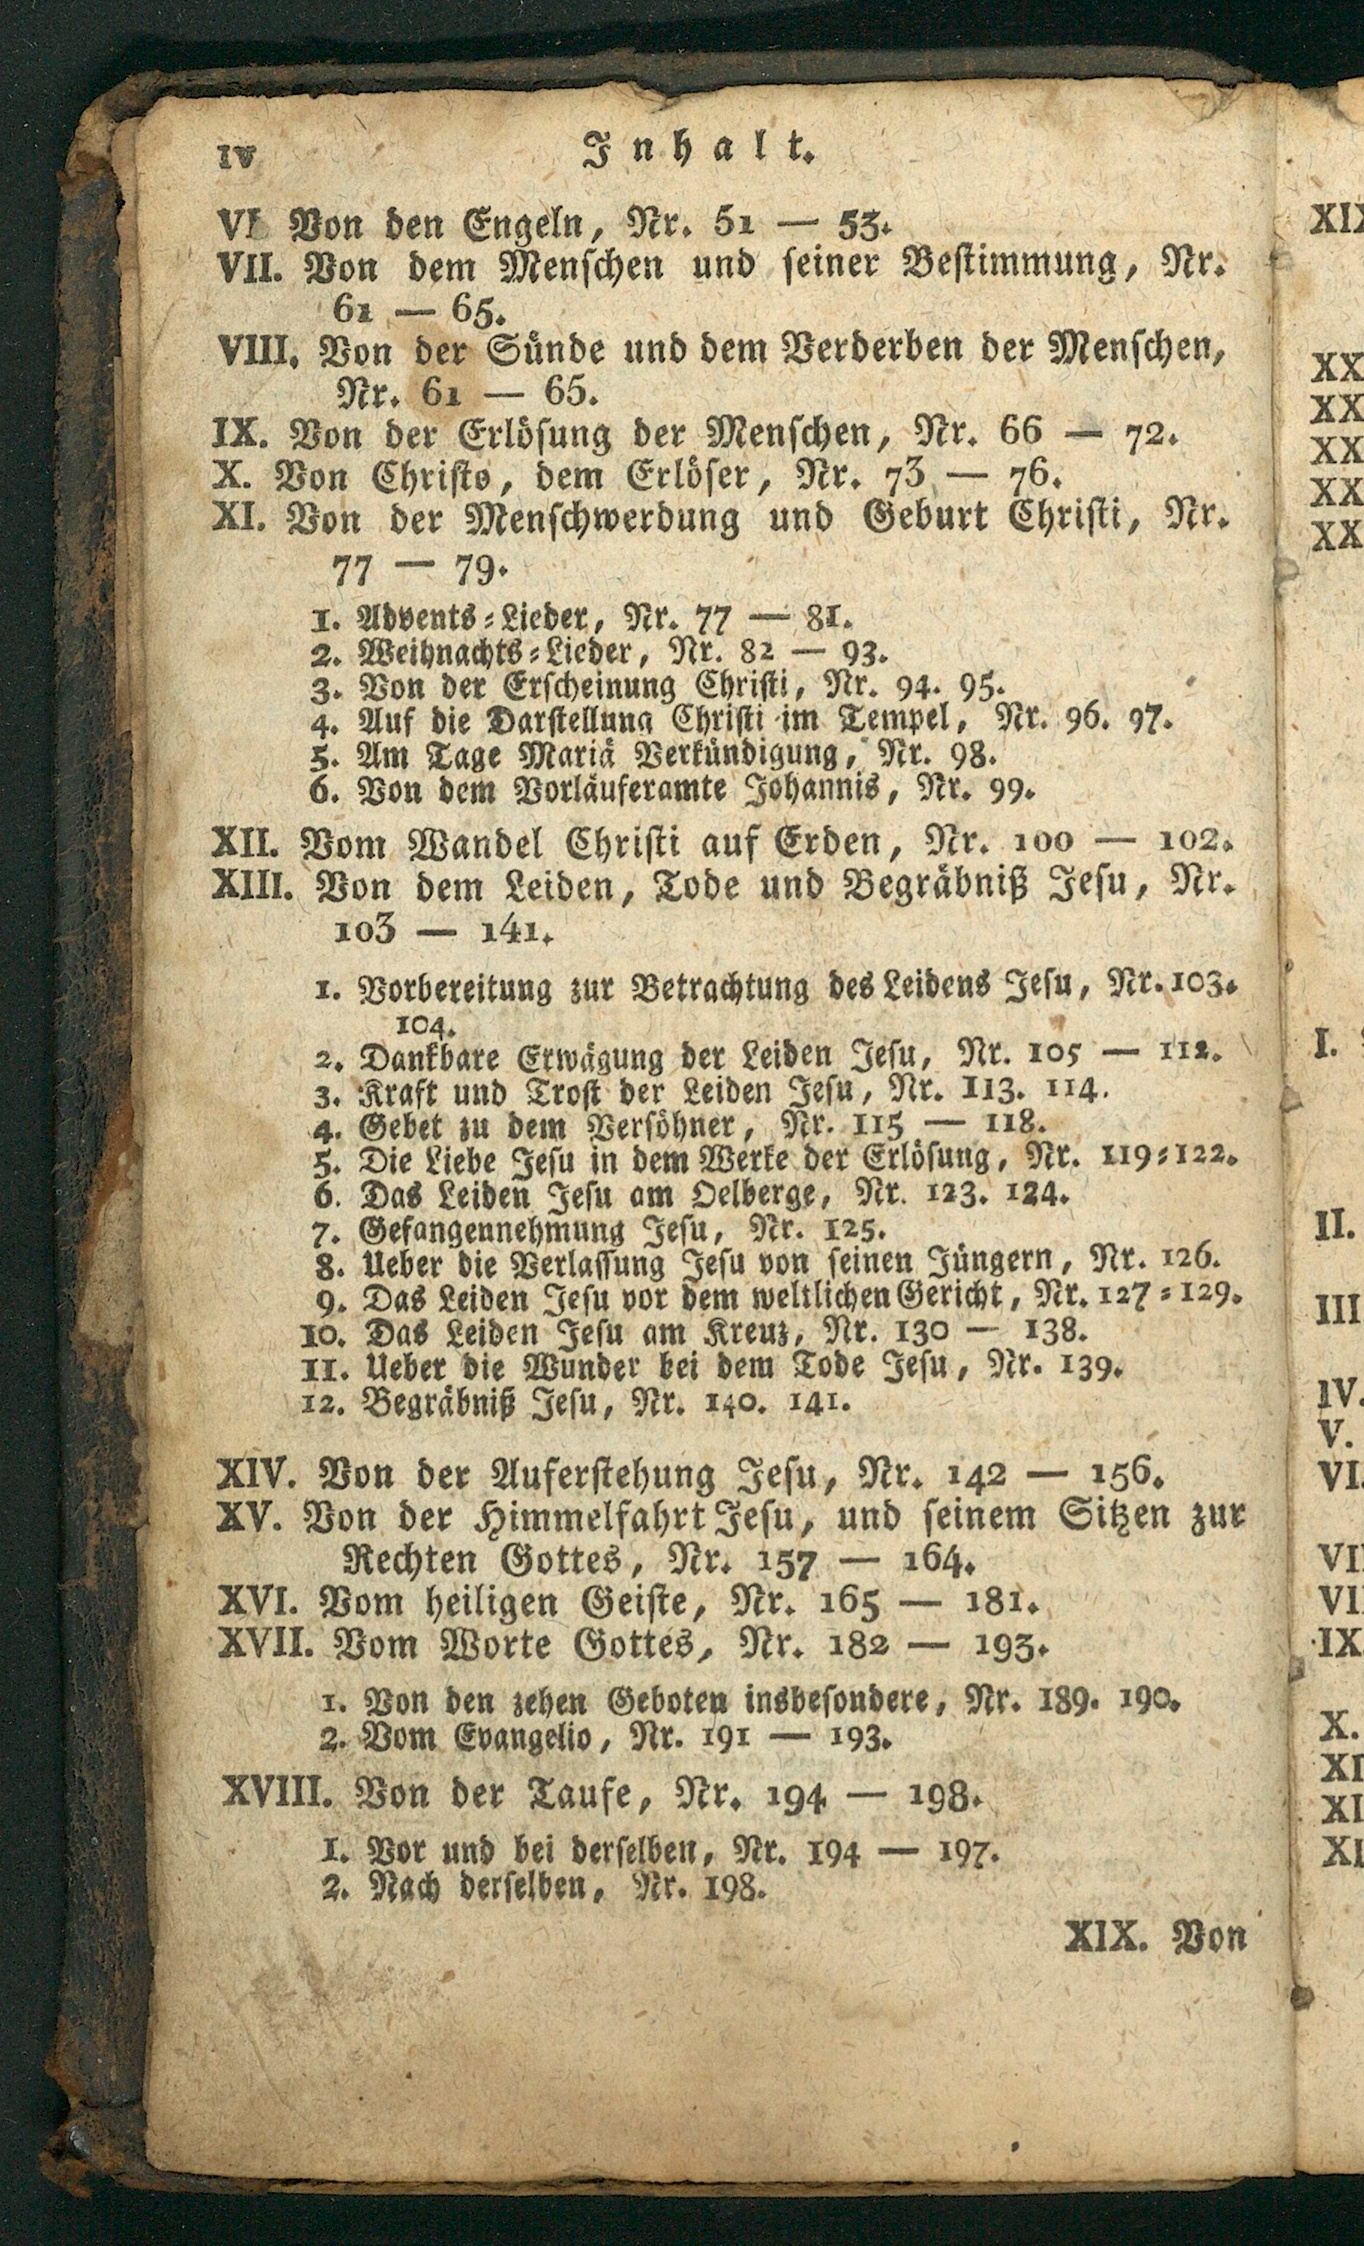 IV Inhalt.
VI Von den Engeln, Nr. 51 — 53.
VII. Von dem Menschen und seiner Bestimmung, Nr.
61 — 65.
VIII. Von der Sünde und dem Verderben der Menschen,
Nr. 61 — 65.
IX. Von der Erlösung der Menschen, Nr. 66 — 72.
X. Von Christo, dem Erlöser, Nr. 73 — 76.
XI. Von der Menschwerdung und Geburt Christi, Nr.
77 — 79.
1. Advents-Lieder, Nr. 77 — 81.
2. Weihnachts-Lieder, Nr. 82 — 93.
3. Von der Erscheinung Christi, Nr. 94. 95.
4. Auf die Darstellung Christi im Tempel, Nr. 96. 97.
5. Am Tage Mariä Verkündigung, Nr. 98.
6. Von dem Vorläuferamte Johannis, Nr. 99.
XII. Vom Wandel Christi auf Erden, Nr. 100 — 102.
XIII. Von dem Leiden, Tode und Begräbniß Jesu, Nr.
103 — 141.
1. Vorbereitung zur Betrachtung des Leidens Jesu, Nr. 103.
104.
2. Dankbare Erwägung der Leiden Jesu, Nr. 105 — 112.
3. Kraft und Trost der Leiden Jesu, Nr. 113. 114.
4. Gebet zu dem Versöhner, Nr. 115 — 118.
5. Die Liebe Jesu in dem Werke der Erlösung, Nr. 119-122.
6. Das Leiden Jesu am Oelberge, Nr. 123. 124.
7. Gefangennehmung Jesu, Nr. 125.
8. Ueber die Verlassung Jesu von seinen Jüngern, Nr. 126.
9. Das Leiden Jesu vor dem weltlichen Gericht, Nr. 127-129.
10. Das Leiden Jesu am Kreuz, Nr. 130 — 138.
11. Ueber die Wunder bei dem Tode Jesu, Nr. 139.
12. Begräbniß Jesu, Nr. 140. 141.
XIV. Von der Auferstehung Jesu, Nr. 142 — 156.
XV. Von der Himmelfahrt Jesu, und seinem Sitzen zur
Rechten Gottes, Nr. 157 — 164.
XVI. Vom heiligen Geiste, Nr. 165 — 181.
XVII. Vom Worte Gottes, Nr. 182 — 193.
1. Von den zehen Geboten insbesondere, Nr. 189. 190.
2. Vom Evangelio, Nr. 191 — 193.
XVIII. Von der Taufe, Nr. 194 — 198.
1. Vor und bei derselben, Nr. 194 — 197.
2. Nach derselben, Nr. 198.
XIX. Von
I.
II.
III
IV.
V.
X.